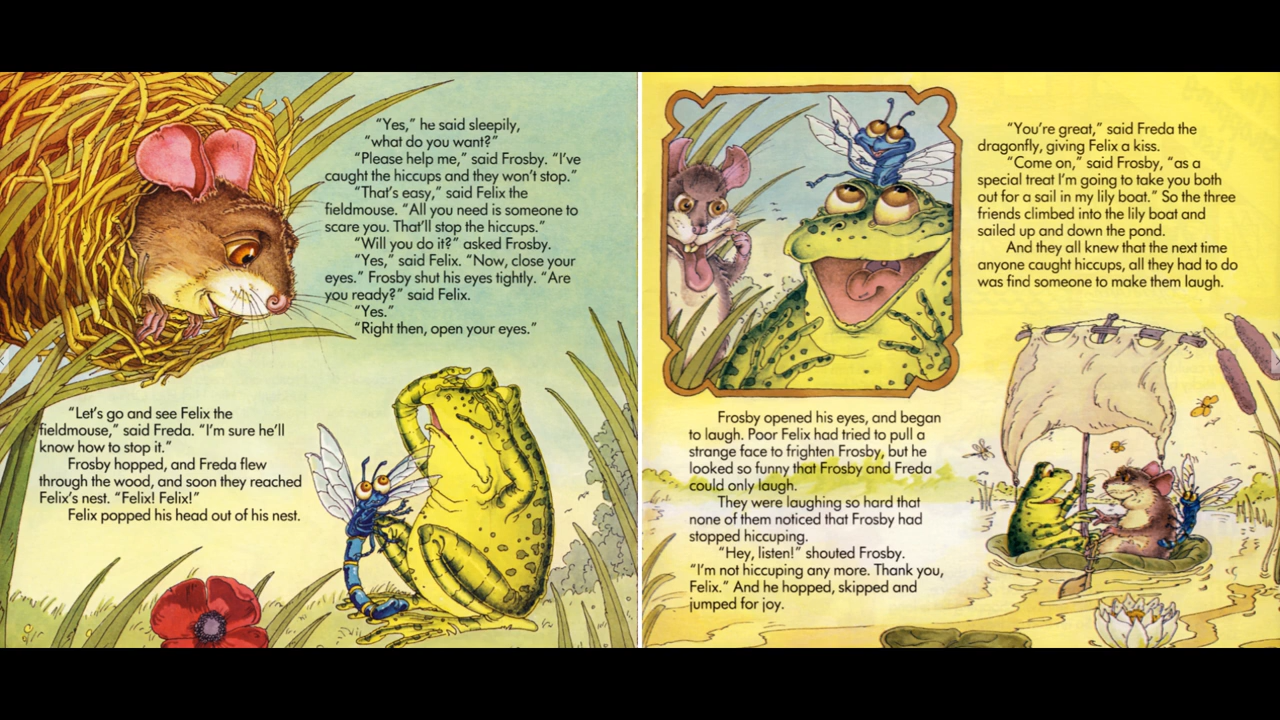 "Let's go and see Felix the
fieldmouse," said Freda. "I'm sure he'll
know how to stop it."
Frosby hopped, and Freda flew
through the wood, and soon they reached
Felix's nest. "Felix! Felix!"
Felix popped his head out of his nest.
"Yes," he said sleepily,
"what do you want?"
"Please help me," said Frosby. "I've
caught the hiccups and they won't stop."
"That's easy," said Felix the
fieldmouse. "All you need is someone to
scare you. That'll stop the hiccups."
"Will you do it?" asked Frosby.
"Yes," said Felix. "Now, close your
eyes." Frosby shut his eyes tightly. "Are
you ready?" said Felix.
"Yes."
"Right then, open your eyes."
Frosby opened his eyes, and began
to laugh. Poor Felix had tried to pull a
strange face to frighten Frosby, but he
looked so funny that Frosby and Freda
could only laugh.
They were laughing so hard that
none of them noticed that Frosby had
stopped hiccuping.
"Hey, listen!" shouted Frosby.
"I'm not hiccuping any more. Thank you,
Felix." And he hopped, skipped and
jumped for joy.
"You're great," said Freda the
dragonfly, giving Felix a kiss.
"Come on," said Frosby, "as a
special treat I'm going to take you both
out for a sail in my lily boat." So the three
friends climbed into the lily boat and
sailed up and down the pond.
And they all knew that the next time
anyone caught hiccups, all they had to do
was find someone to make them laugh.